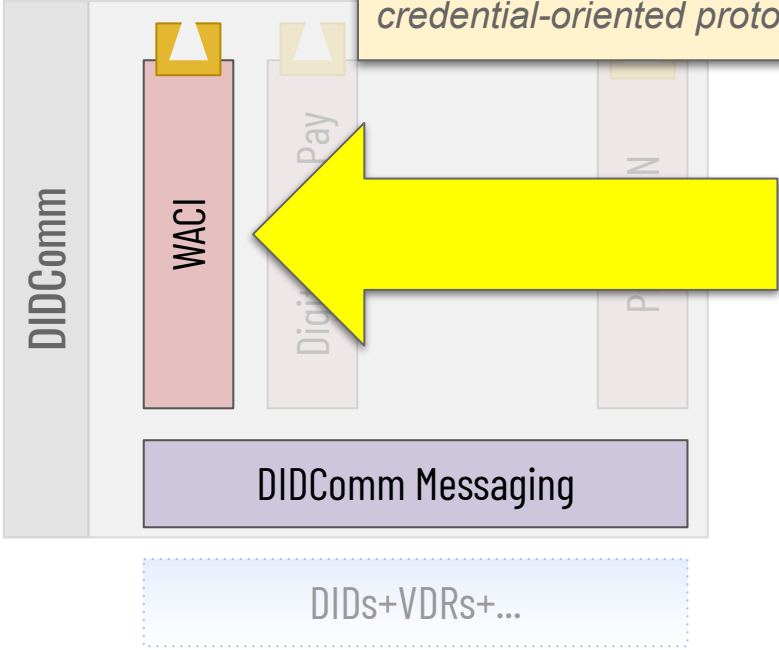 credential-oriented proto
DIDComm
WACI
Pay
N
P
DIDComm Messaging
DIDs+VDRs+...